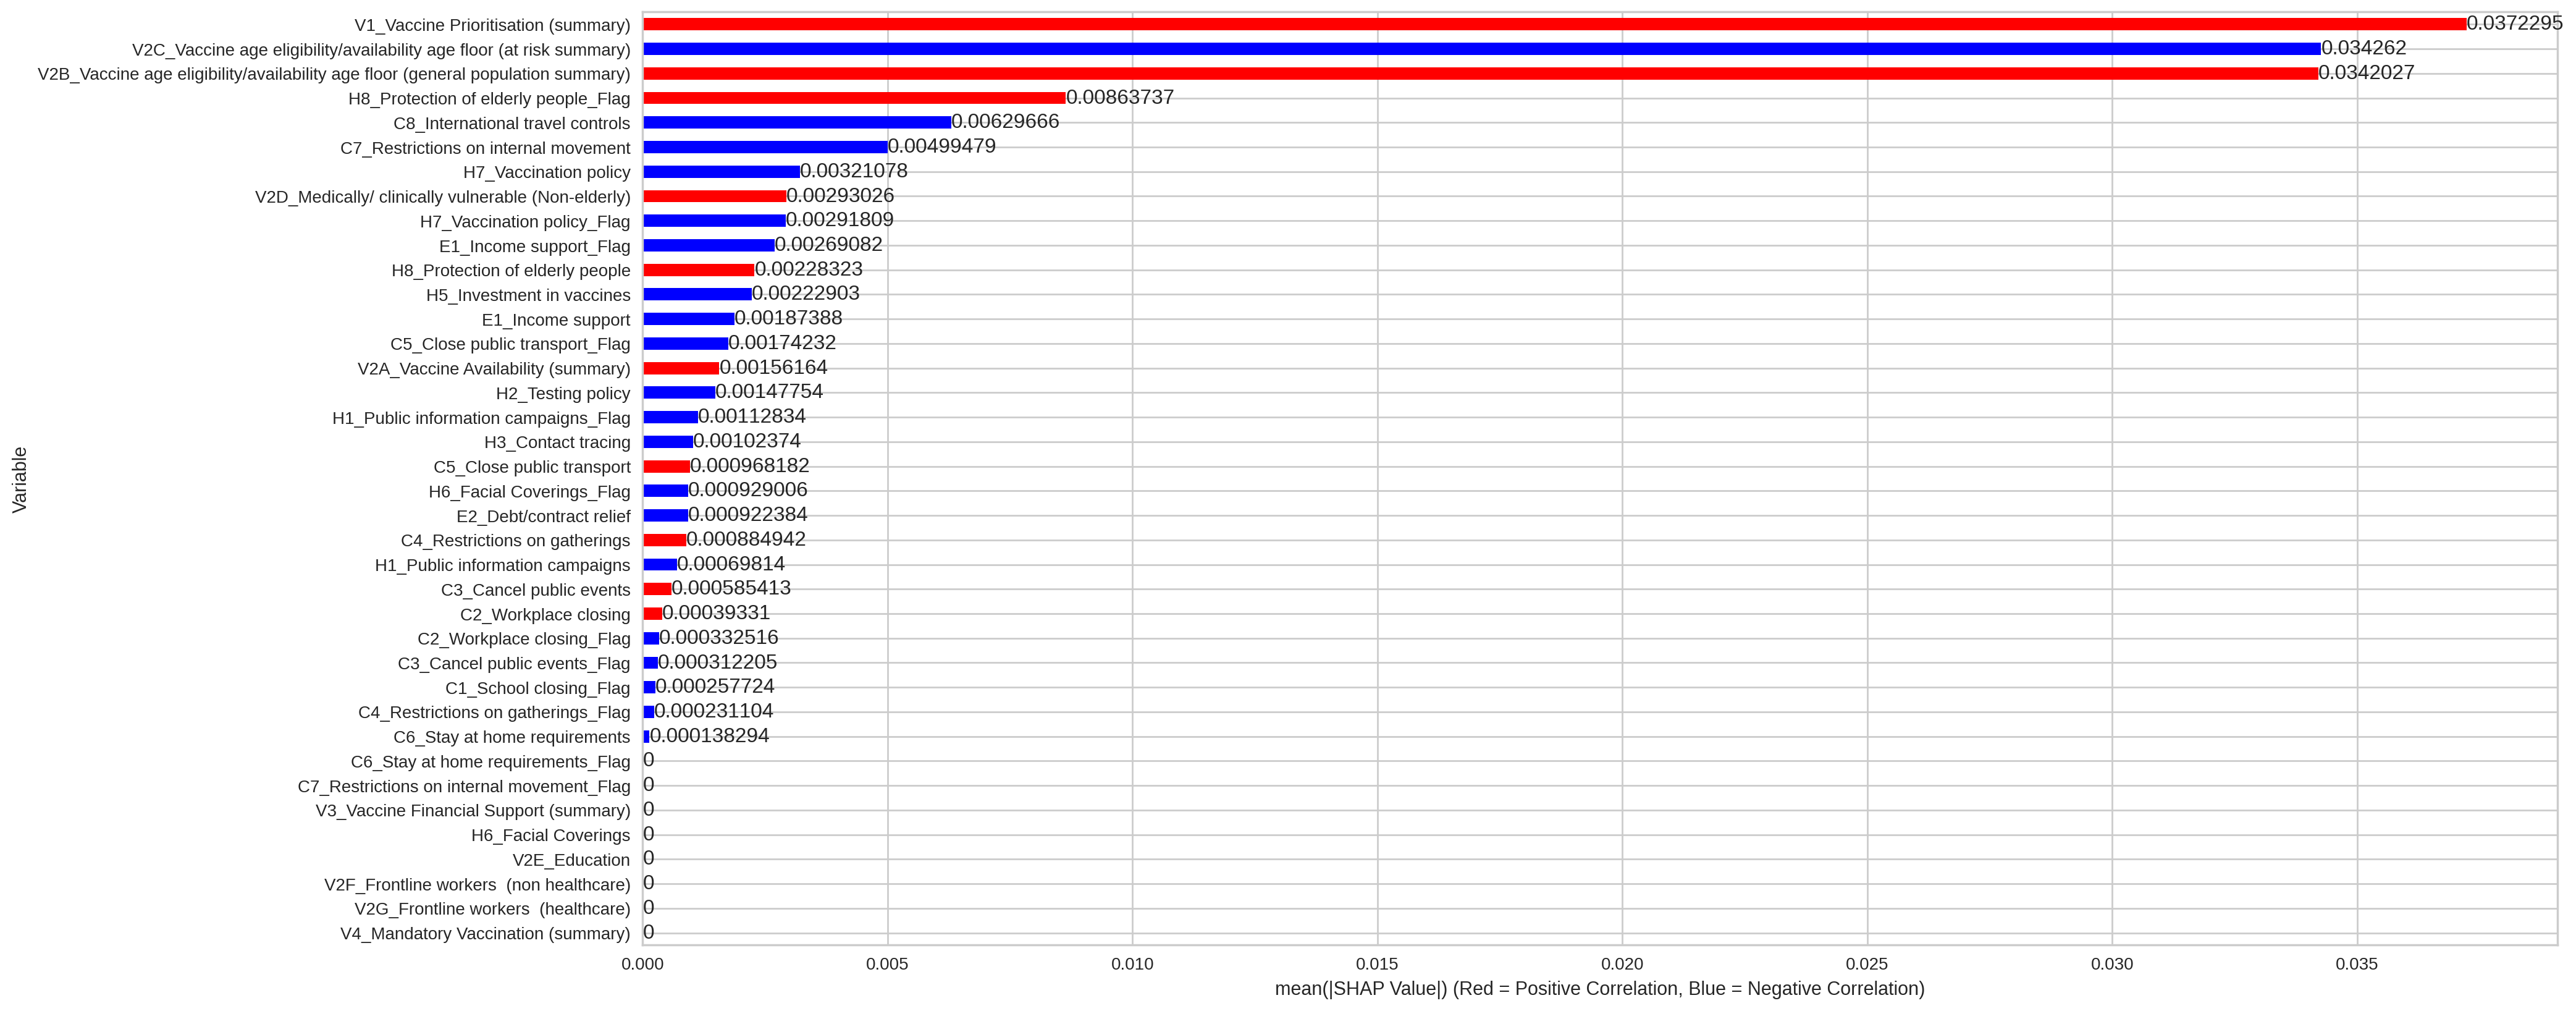 V1_Vaccine Prioritisation (summary) 0.0372295
V2C_Vaccine age eligibility/availability age floor (at risk summary) 0.034262
V2B_Vaccine age eligibility/availability age floor (general population summary) 0.0342027
H8_Protection of elderly people_Flag 0.00863737
C8_International travel controls 0.00629666
C7_Restrictions on internal movement 0.00499479
H7_Vaccination policy 0.00321078
V2D_Medically/ clinically vulnerable (Non-elderly) 0.00293026
H7_Vaccination policy_Flag 0.00291809
E1_Income support_Flag 0.00269082
H8_Protection of elderly people 0.00228323
H5_Investment in vaccines 0.00222903
E1_Income support 0.00187388
C5_Close public transport_Flag 0.00174232
V2A_Vaccine Availability (summary) 0.00156164
H2_Testing policy 0.00147754
H1_Public information campaigns_Flag 0.00112834
H3_Contact tracing 0.00102374
C5_Close public transport 0.000968182
H6_Facial Coverings_Flag 0.000929006
E2_Debt/contract relief 0.000922384
C4_Restrictions on gatherings 0.000884942
H1_Public information campaigns 0.00069814
C3_Cancel public events 0.000585413
C2_Workplace closing 0.00039331
C2_Workplace closing_Flag 0.000332516
C3_Cancel public events_Flag 0.000312205
C1_School closing_Flag 0.000257724
C4_Restrictions on gatherings_Flag 0.000231104
C6_Stay at home requirements 0.000138294
C6_Stay at home requirements_Flag 0
C7_Restrictions on internal movement_Flag 0
V3_Vaccine Financial Support (summary) 0
H6_Facial Coverings 0
V2E_Education 0
V2F_Frontline workers  (non healthcare) 0
V2G_Frontline workers  (healthcare) 0
V4_Mandatory Vaccination (summary) 0
Variable
0.000 0.005 0.010 0.015 0.020 0.025 0.030 0.035
mean(|SHAP Value|) (Red = Positive Correlation, Blue = Negative Correlation)